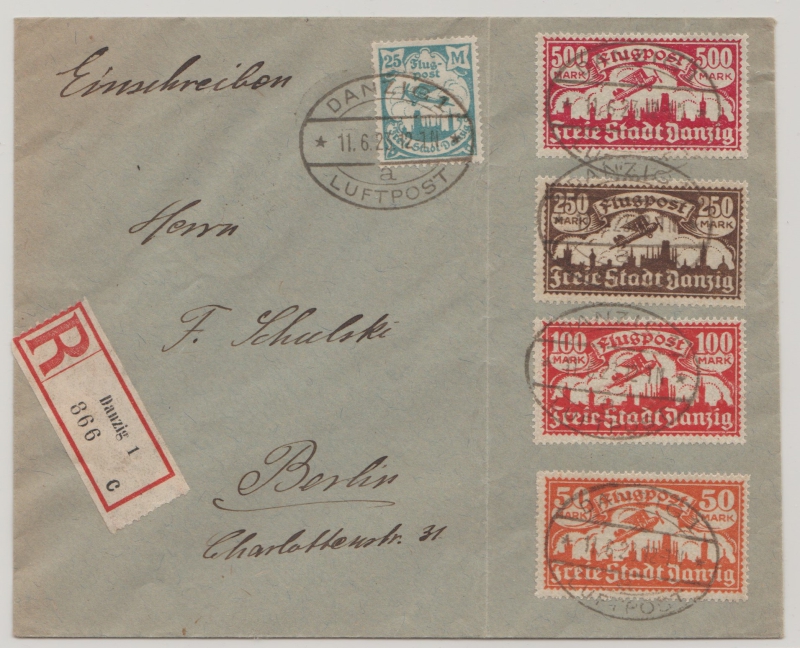 Einschreiben
25 M
Flug-
post
DANZIG 1
11.6.2
a
LUFTPOST
500 Flugpost 500
MARK MARK
Freie Stadt Danzig
250 Flugpost 250
MARK MARK
Freie Stadt Danzig
100 Flugpost 100
MARK MARK
Freie Stadt Danzig
50 Flugpost 50
MARK MARK
Freie Stadt Danzig
LUFTPOST
Herrn
F. Schulski
R
Danzig 1
866
c
Berlin
Charlottenstr. 31